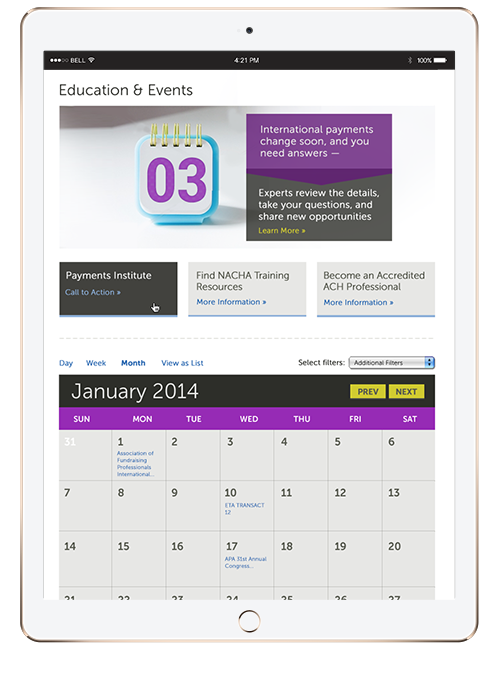 BELL 4:21 PM 100%
Education & Events
03
International payments
change soon, and you
need answers —
Experts review the details,
take your questions, and
share new opportunities
Learn More »
Payments Institute
Call to Action »
Find NACHA Training
Resources
More Information »
Become an Accredited
ACH Professional
More Information »
Day Week Month View as List Select filters: Additional Filters
January 2014 PREV NEXT
SUN MON TUE WED THU FRI SAT
31 1 2 3 4 5 6
Association of
Fundraising
Professionals
International...
7 8 9 10 11 12 13
ETA TRANSACT
12
14 15 16 17 18 19 20
APA 31st Annual
Congress...
21 22 23 24 25 26 27